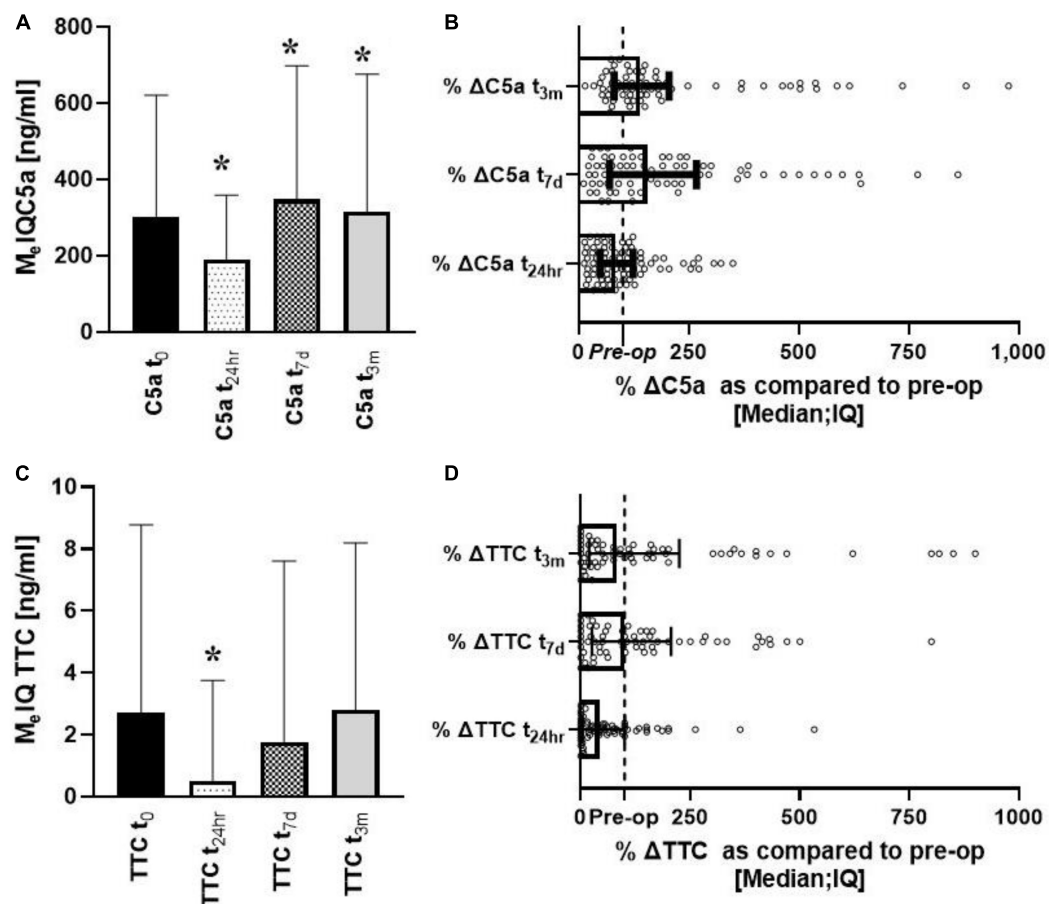 A
800
600
400
200
0
MeIQC5a [ng/ml]
*
*
*
C5a t0
C5a t24hr
C5a t7d
C5a t3m
B
% ΔC5a t3m
% ΔC5a t7d
% ΔC5a t24hr
0 Pre-op 250 500 750 1,000
% ΔC5a as compared to pre-op
[Median;IQ]
C
10
8
6
4
2
0
MeIQ TTC [ng/ml]
*
TTC t0
TTC t24hr
TTC t7d
TTC t3m
D
% ΔTTC t3m
% ΔTTC t7d
% ΔTTC t24hr
0 Pre-op 250 500 750 1000
% ΔTTC as compared to pre-op
[Median;IQ]